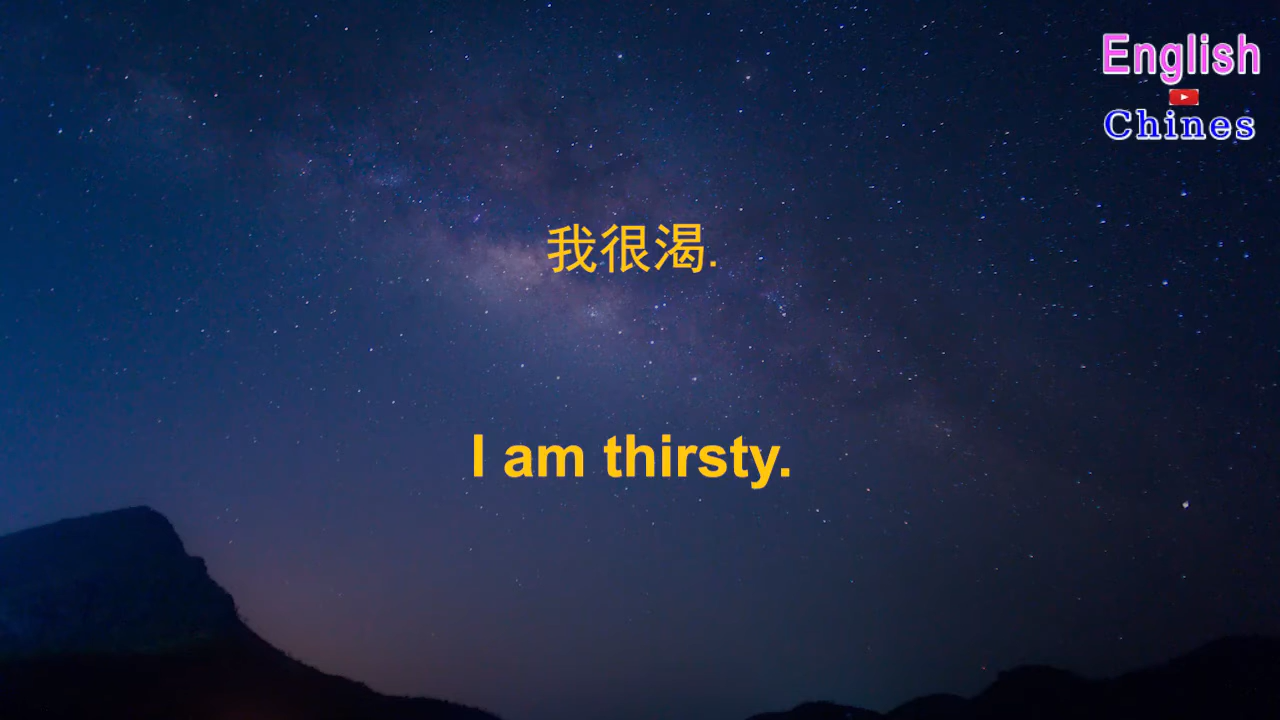 English
Chines
我很渴.
I am thirsty.